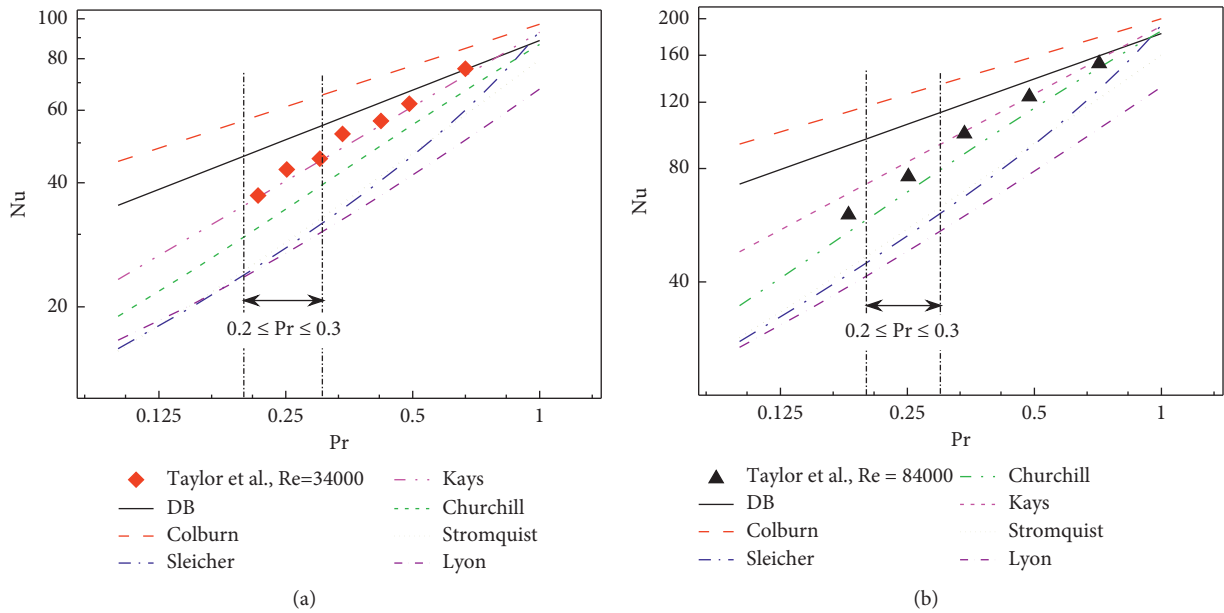 100
80
60
40
20
Nu
0.2 ≤ Pr ≤ 0.3
0.125
0.25
0.5
1
Pr
Taylor et al., Re=34000
DB
Colburn
Sleicher
Kays
Churchill
Stromquist
Lyon
(a)
200
160
120
80
40
Nu
0.2 ≤ Pr ≤ 0.3
0.125
0.25
0.5
1
Pr
Taylor et al., Re = 84000
DB
Colburn
Sleicher
Churchill
Kays
Stromquist
Lyon
(b)